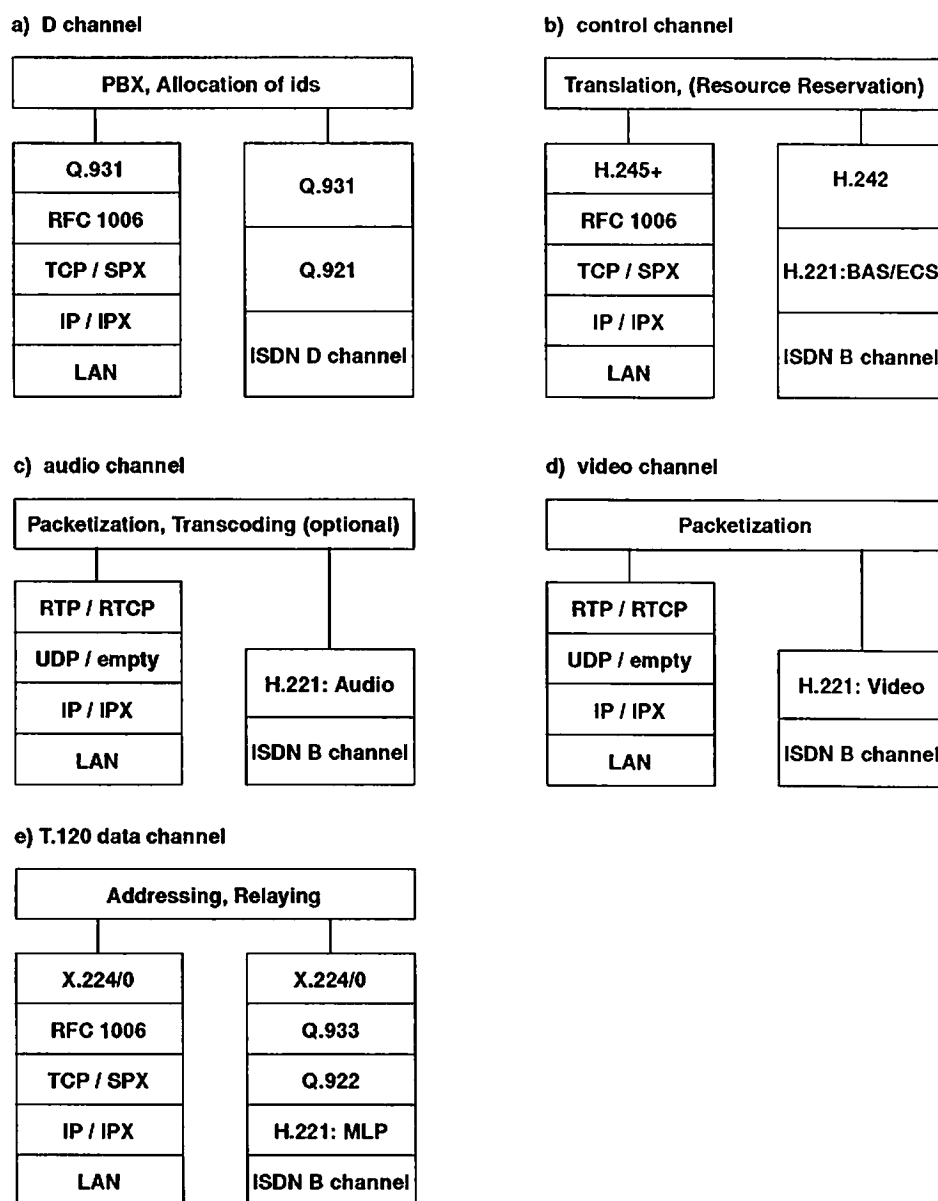 a) D channel
PBX, Allocation of ids
Q.931
RFC 1006
TCP / SPX
IP / IPX
LAN
Q.931
Q.921
ISDN D channel
b) control channel
Translation, (Resource Reservation)
H.245+
RFC 1006
TCP / SPX
IP / IPX
LAN
H.242
H.221:BAS/ECS
ISDN B channel
c) audio channel
Packetization, Transcoding (optional)
RTP / RTCP
UDP / empty
IP / IPX
LAN
H.221: Audio
ISDN B channel
d) video channel
Packetization
RTP / RTCP
UDP / empty
IP / IPX
LAN
H.221: Video
ISDN B channel
e) T.120 data channel
Addressing, Relaying
X.224/0
RFC 1006
TCP / SPX
IP / IPX
LAN
X.224/0
Q.933
Q.922
H.221: MLP
ISDN B channel